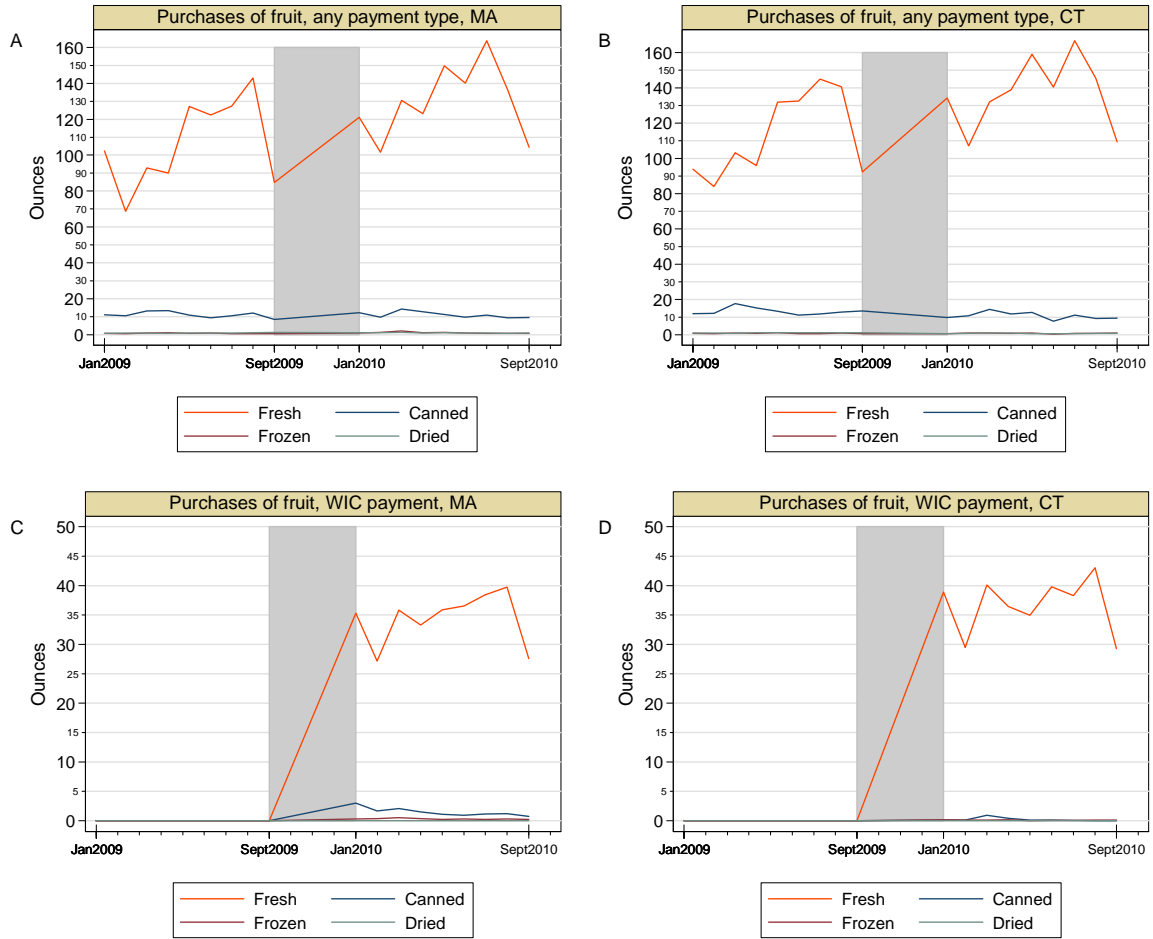 A
Purchases of fruit, any payment type, MA
Ounces
160
150
140
130
120
110
100
90
80
70
60
50
40
30
20
10
0
Jan2009
Sept2009
Jan2010
Sept2010
Fresh
Canned
Frozen
Dried
B
Purchases of fruit, any payment type, CT
Ounces
160
150
140
130
120
110
100
90
80
70
60
50
40
30
20
10
0
Jan2009
Sept2009
Jan2010
Sept2010
Fresh
Canned
Frozen
Dried
C
Purchases of fruit, WIC payment, MA
Ounces
50
45
40
35
30
25
20
15
10
5
0
Jan2009
Sept2009
Jan2010
Sept2010
Fresh
Canned
Frozen
Dried
D
Purchases of fruit, WIC payment, CT
Ounces
50
45
40
35
30
25
20
15
10
5
0
Jan2009
Sept2009
Jan2010
Sept2010
Fresh
Canned
Frozen
Dried